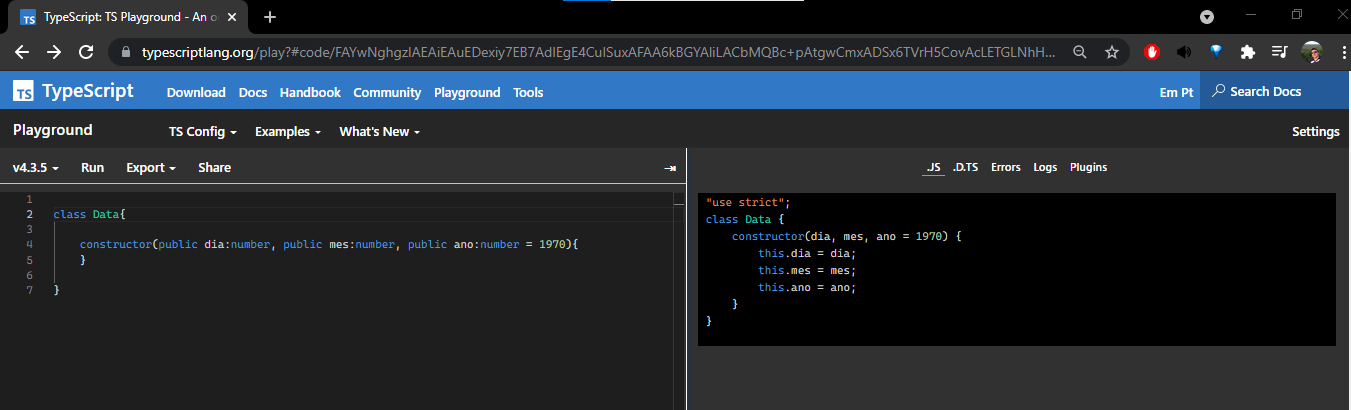 TS TypeScript: TS Playground - An o
typescriptlang.org/play?#code/
TS TypeScript Download Docs Handbook Community Playground Tools Em Pt Search Docs
Playground TS Config Examples What's New Settings
v4.3.5 Run Export Share
.JS .D.TS Errors Logs Plugins
1
2 class Data{
3
4 constructor(public dia:number, public mes:number, public ano:number = 1970){
5 }
6
7 }
"use strict";
class Data {
constructor(dia, mes, ano = 1970) {
this.dia = dia;
this.mes = mes;
this.ano = ano;
}
}